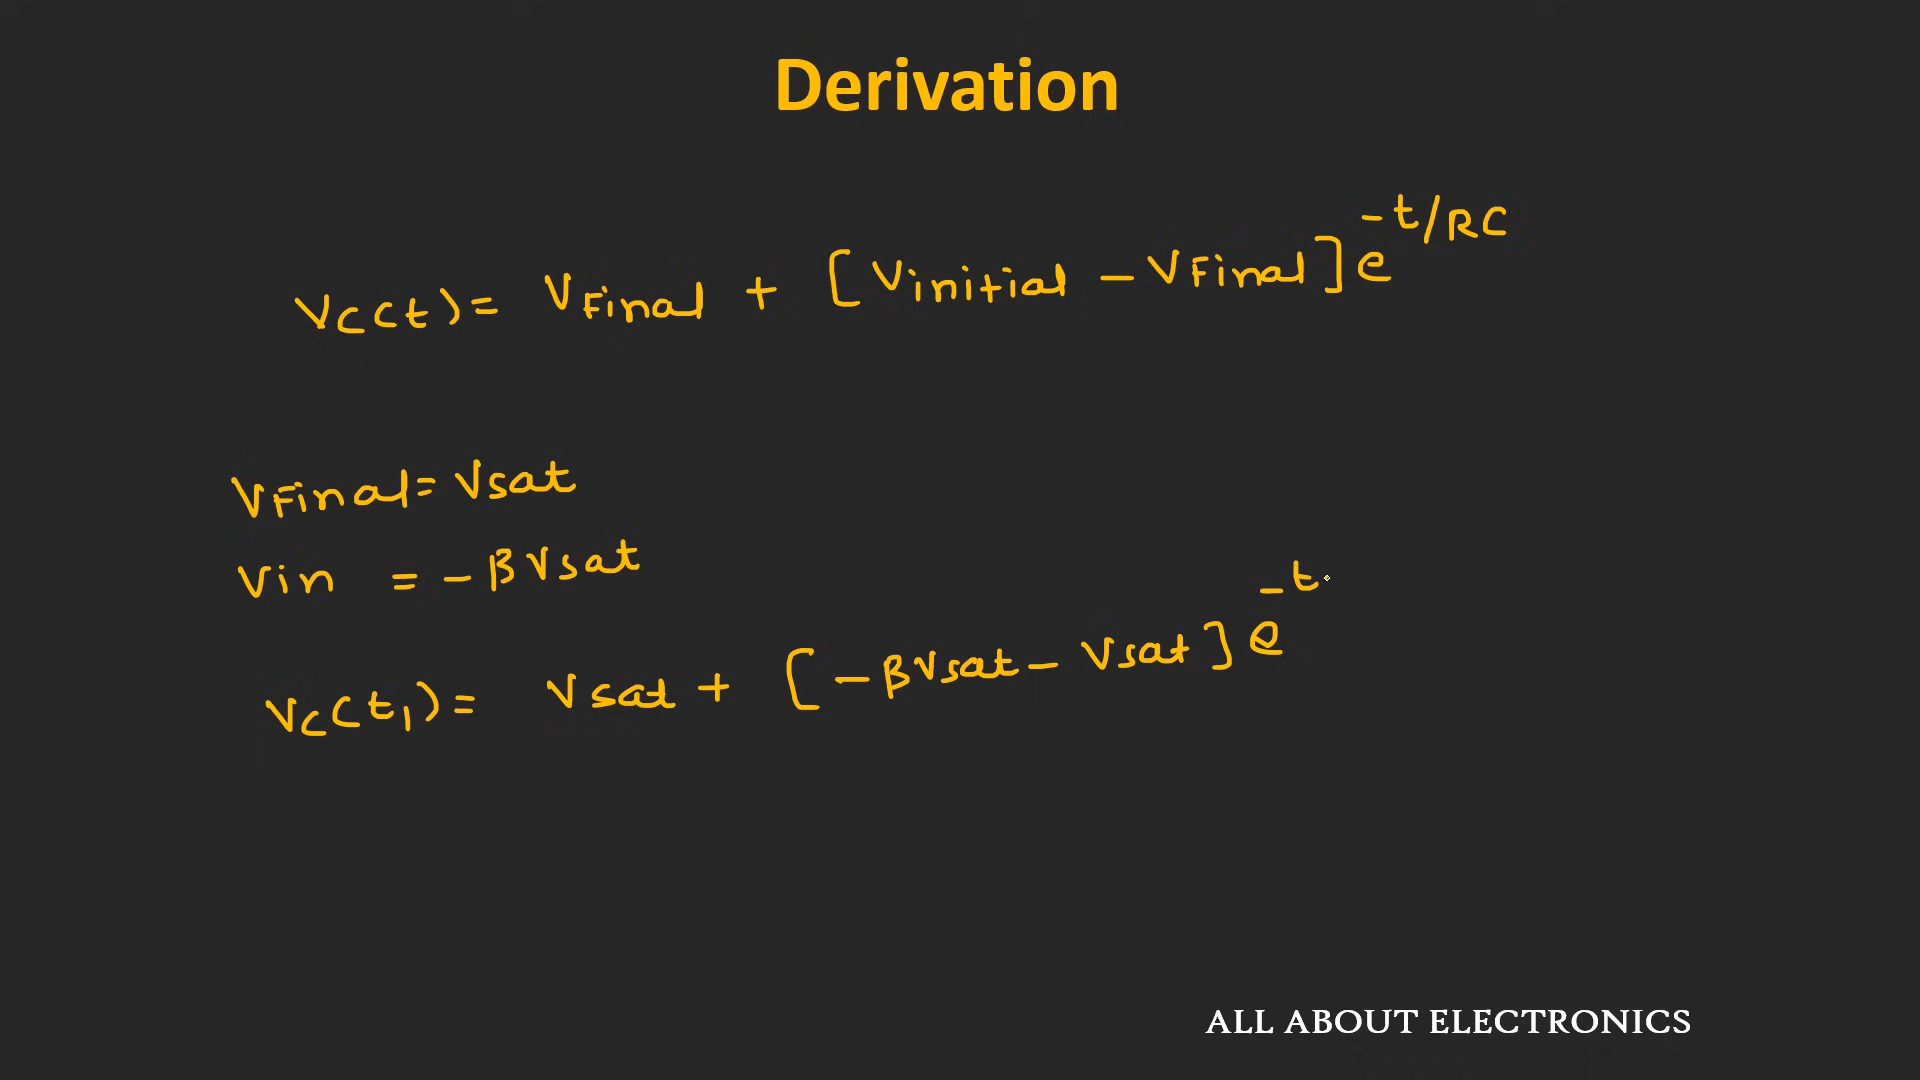 Derivation
Vc(t) = VFinal + [Vinitial - VFinal] e^-t/RC
VFinal = Vsat
Vin = - βVsat
Vc(t1) = Vsat + [-βVsat - Vsat] e^-t
ALL ABOUT ELECTRONICS